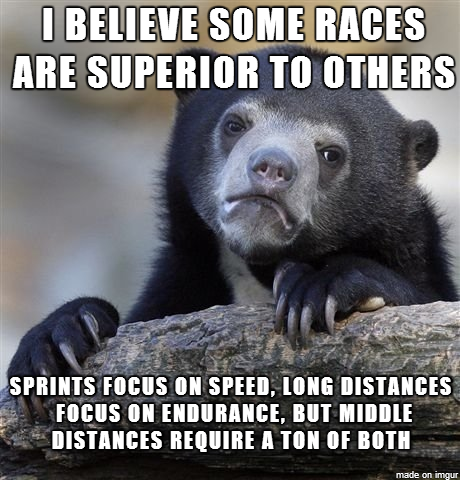 I BELIEVE SOME RACES
ARE SUPERIOR TO OTHERS
SPRINTS FOCUS ON SPEED, LONG DISTANCES
FOCUS ON ENDURANCE, BUT MIDDLE
DISTANCES REQUIRE A TON OF BOTH
made on imgur